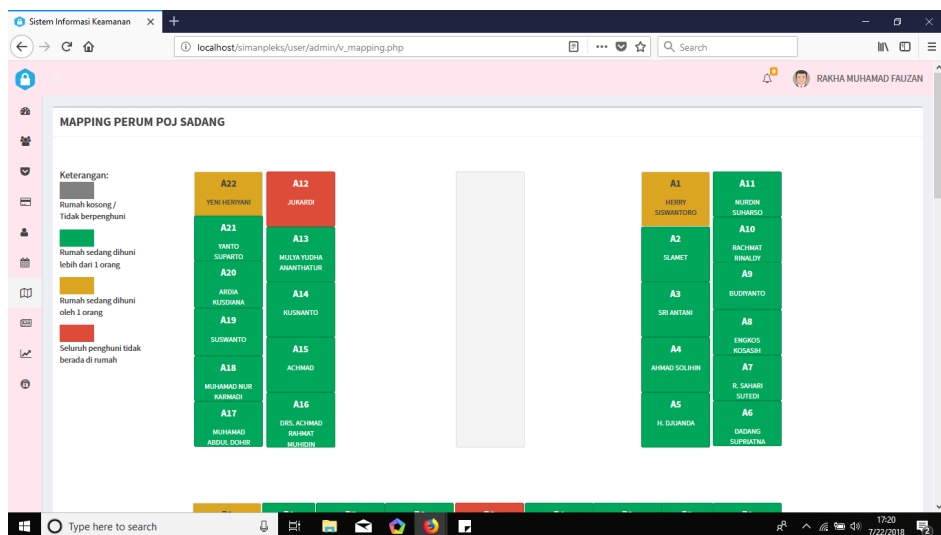 Sistem Informasi Keamanan
localhost/simanpleks/user/admin/v_mapping.php
Search
RAKHA MUHAMAD FAUZAN
MAPPING PERUM POJ SADANG
Keterangan:
Rumah kosong /
Tidak berpenghuni
Rumah sedang dihuni
lebih dari 1 orang
Rumah sedang dihuni
oleh 1 orang
Seluruh penghuni tidak
berada di rumah
A22
YENI HERIYANI
A21
YANTO
SUPARTO
A20
ARDIA
KUSDIANA
A19
SUSWANTO
A18
MUHAMAD NUR
KARMADI
A17
MUHAMAD
ABDUL DOHIR
A12
JUKARDI
A13
MULYA YUDHA
ANANTHATUR
A14
KUSNANTO
A15
ACHMAD
A16
DRS. ACHMAD
RAHMAT
MUHIDIN
A1
HERRY
SISWANTORO
A2
SLAMET
A3
SRI ANTANI
A4
AHMAD SOLIHIN
A5
H. DJUANDA
A11
NURDIN
SUHARSO
A10
RACHMAT
RINALDY
A9
BUDIYANTO
A8
ENGKOS
KOSASIH
A7
R. SAHARI
SUTEDI
A6
DADANG
SUPRIATNA
Type here to search
17:20
7/22/2018